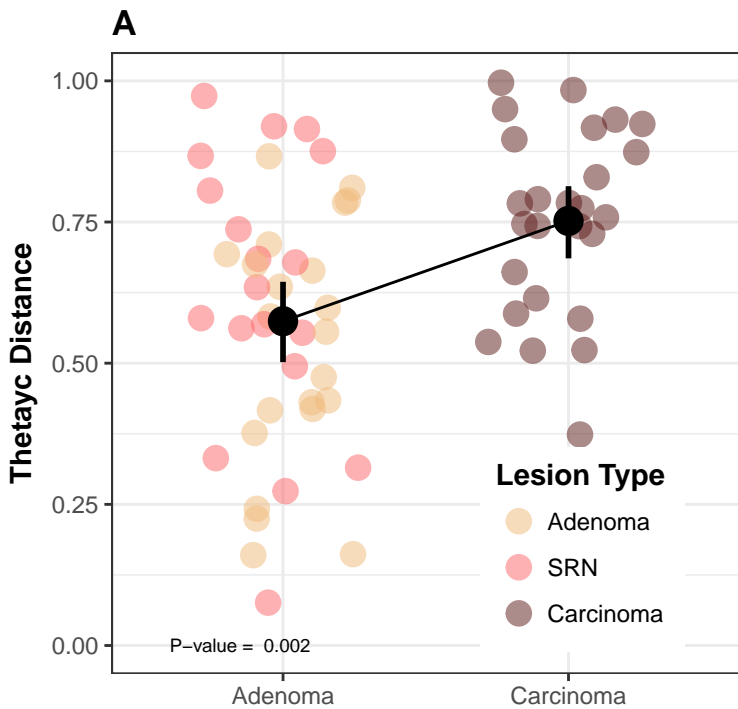 A
1.00
0.75
0.50
0.25
0.00
Thetayc Distance
Lesion Type
Adenoma
SRN
Carcinoma
P−value =  0.002
Adenoma
Carcinoma